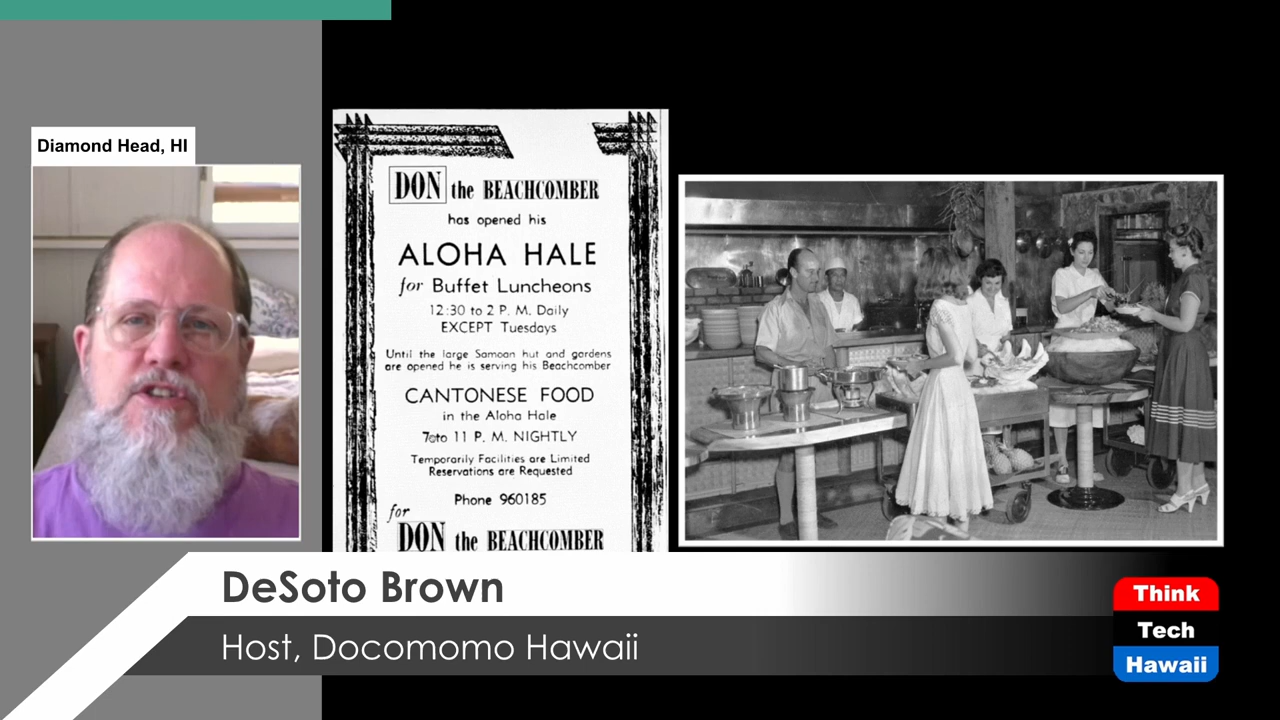 Diamond Head, HI
DON the BEACHCOMBER
has opened his
ALOHA HALE
for Buffet Luncheons
12:30 to 2 P. M. Daily
EXCEPT Tuesdays
Until the large Samoan hut and gardens
are opened he is serving his Beachcomber
CANTONESE FOOD
in the Aloha Hale
7 to 11 P. M. NIGHTLY
Temporarily Facilities are Limited
Reservations are Requested
Phone 960185
for
DON the BEACHCOMBER
DeSoto Brown
Host, Docomomo Hawaii
Think
Tech
Hawaii